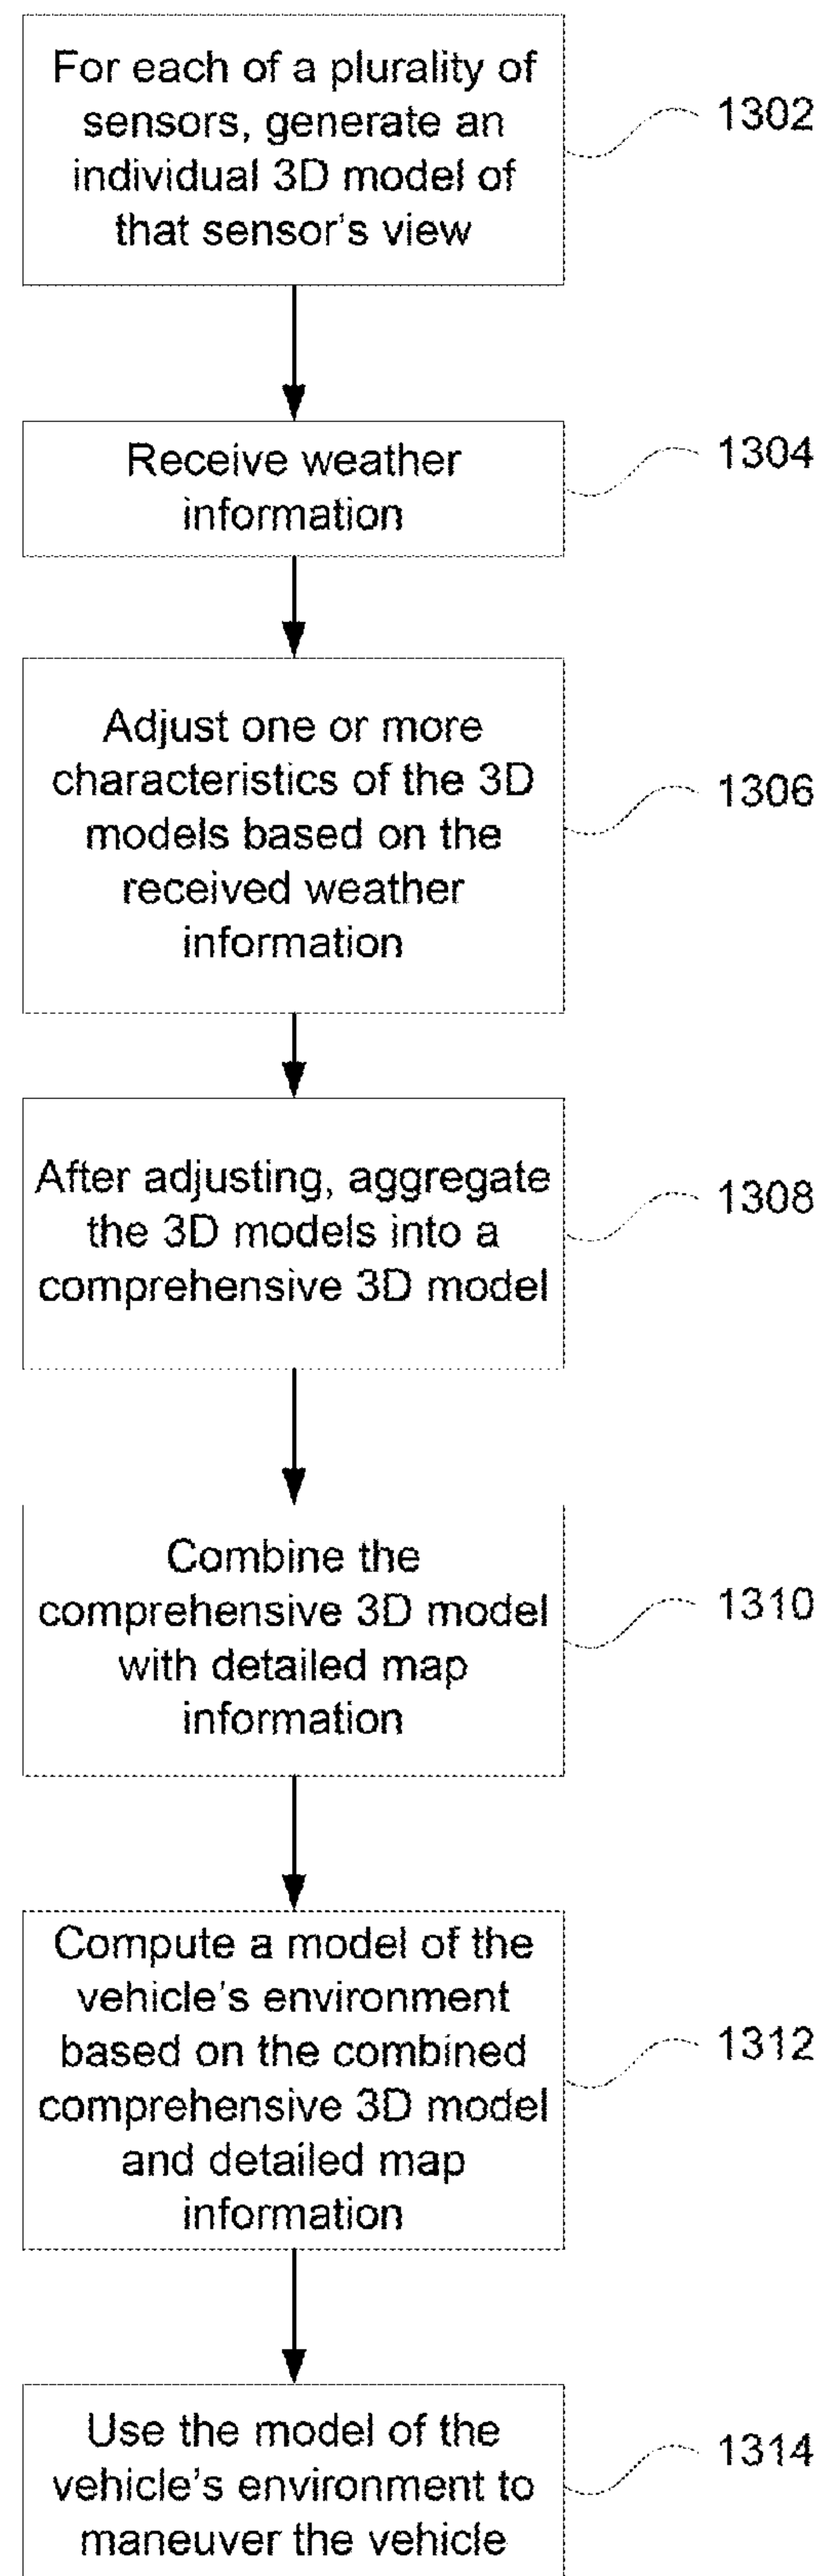 For each of a plurality of
sensors, generate an
individual 3D model of
that sensor's view
1302
Receive weather
information
1304
Adjust one or more
characteristics of the 3D
models based on the
received weather
information
1306
After adjusting, aggregate
the 3D models into a
comprehensive 3D model
1308
Combine the
comprehensive 3D model
with detailed map
information
1310
Compute a model of the
vehicle's environment
based on the combined
comprehensive 3D model
and detailed map
information
1312
Use the model of the
vehicle's environment to
maneuver the vehicle
1314